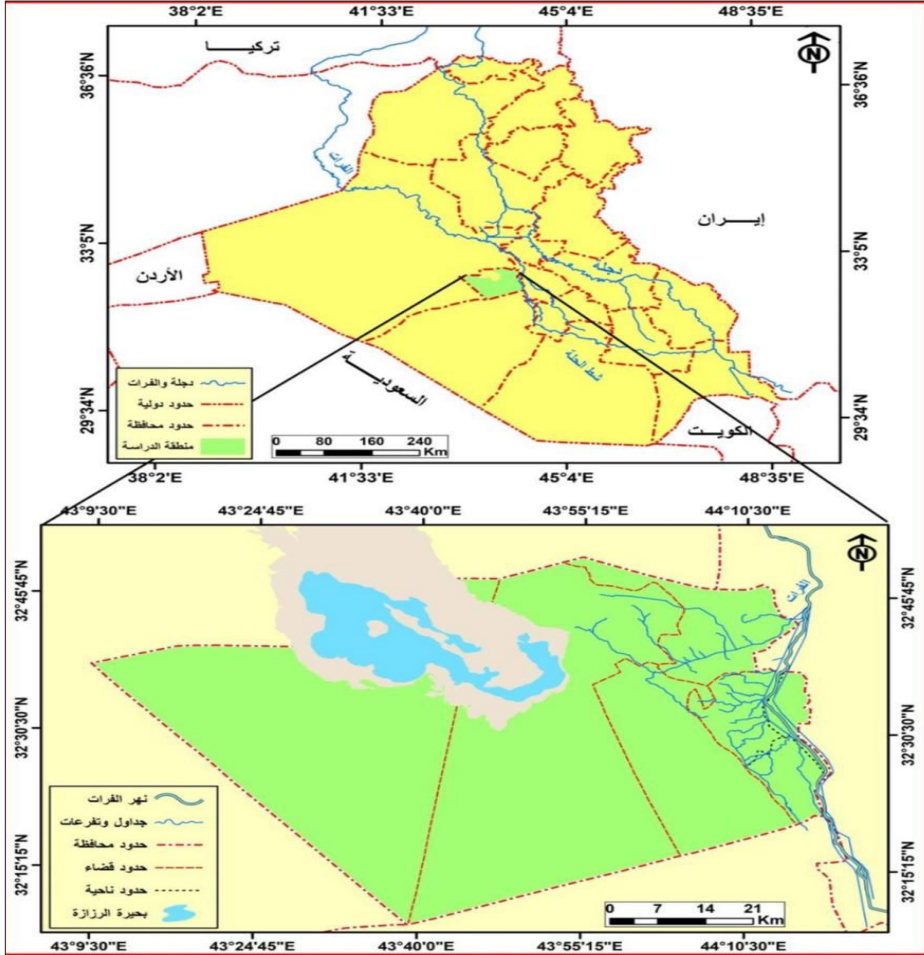 38°2'E 41°33'E 45°4'E 48°35'E
تركيـــــــا
N
36°36'N 36°36'N
الفرات
إيـــــران
33°5'N 33°5'N
دجلة
الأردن
شط الحلة
السعوديـــــــة
الكويت
29°34'N 29°34'N
دجلة والفرات
حدود دولية
حدود محافظة
منطقة الدراسة
0 80 160 240
Km
38°2'E 41°33'E 45°4'E 48°35'E
43°9'30"E 43°24'45"E 43°40'0"E 43°55'15"E 44°10'30"E
N
الفرات
32°45'45"N 32°45'45"N
32°30'30"N 32°30'30"N
32°15'15"N 32°15'15"N
نهر الفرات
جداول وتفرعات
حدود محافظة
حدود قضاء
حدود ناحية
بحيرة الرزازة
0 7 14 21
Km
43°9'30"E 43°24'45"E 43°40'0"E 43°55'15"E 44°10'30"E